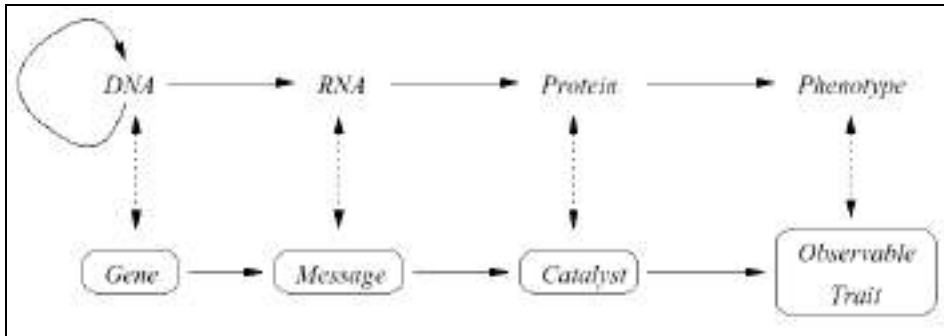 DNA RNA Protein Phenotype
Gene Message Catalyst Observable
Trait